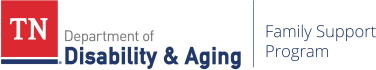 TN
Department of
Disability & Aging
Family Support
Program